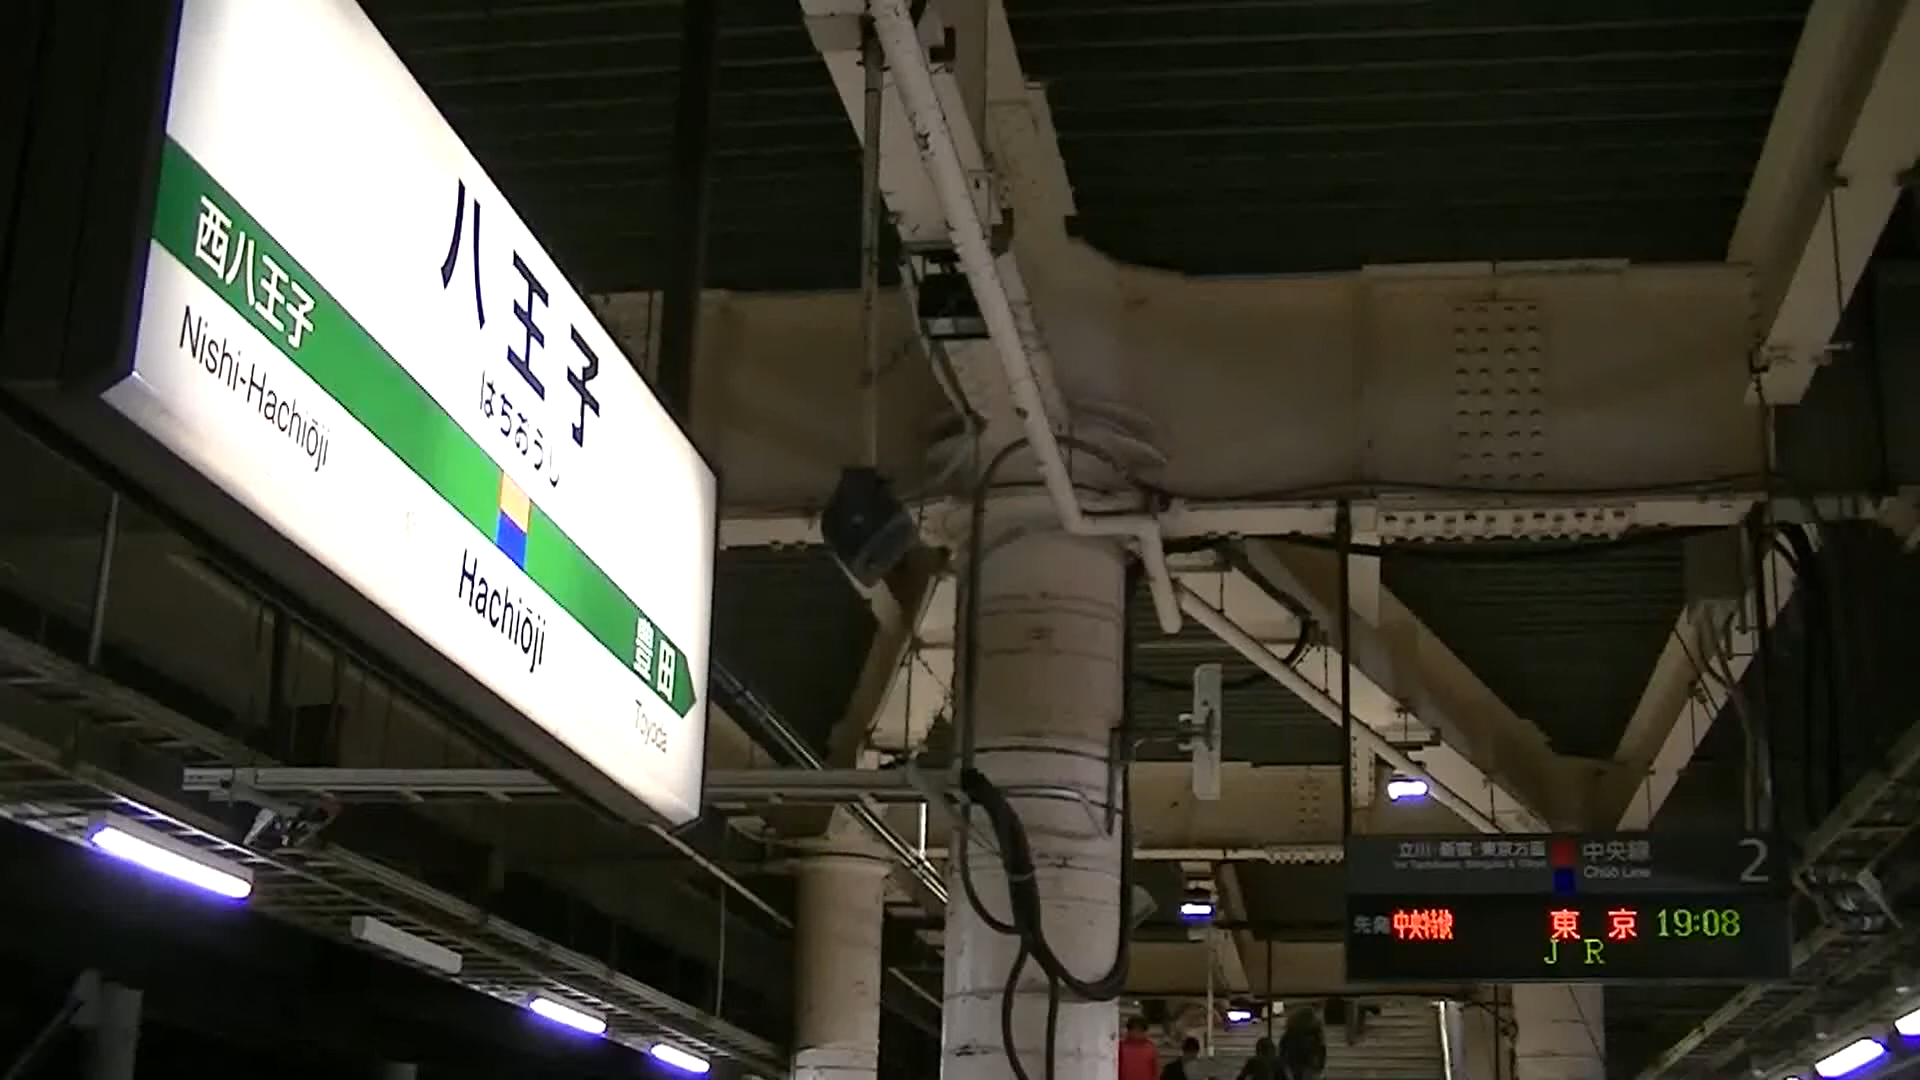 八王子
はちおうじ
西八王子
Nishi-Hachiōji
Hachiōji
豊田
Toyoda
立川・新宿・東京方面 中央線 2
Chūō Line
先発 中央特快 東京 19:08
JR